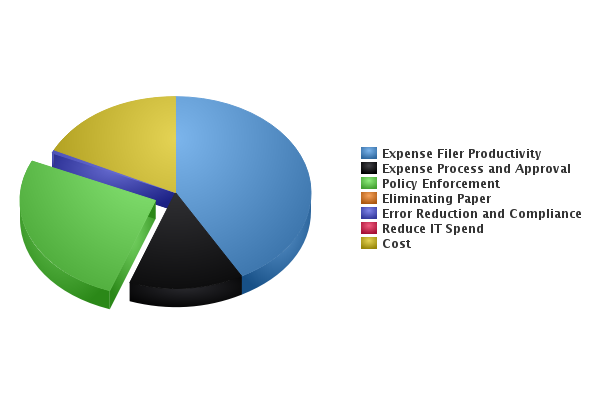 Expense Filer Productivity
Expense Process and Approval
Policy Enforcement
Eliminating Paper
Error Reduction and Compliance
Reduce IT Spend
Cost